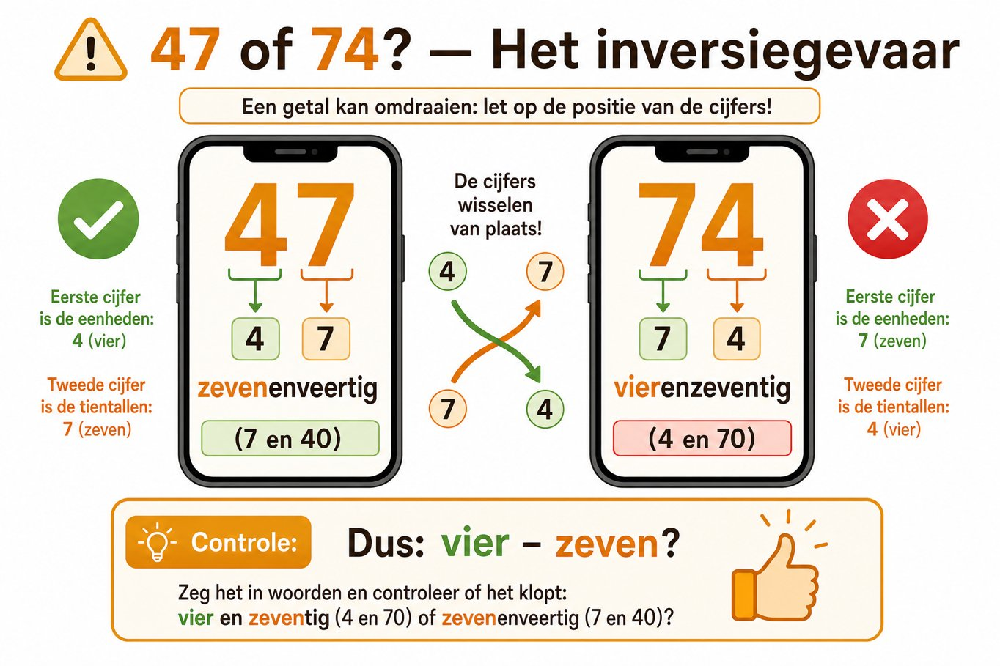 47 of 74? — Het inversiegevaar
Een getal kan omdraaien: let op de positie van de cijfers!
Eerste cijfer
is de eenheden:
4 (vier)
Tweede cijfer
is de tientallen:
7 (zeven)
47
4 7
zevenenveertig
(7 en 40)
De cijfers
wisselen
van plaats!
4 7
7 4
74
7 4
vierenzeventig
(4 en 70)
Eerste cijfer
is de eenheden:
7 (zeven)
Tweede cijfer
is de tientallen:
4 (vier)
Controle:
Dus: vier – zeven?
Zeg het in woorden en controleer of het klopt:
vier en zeventig (4 en 70) of zevenenveertig (7 en 40)?